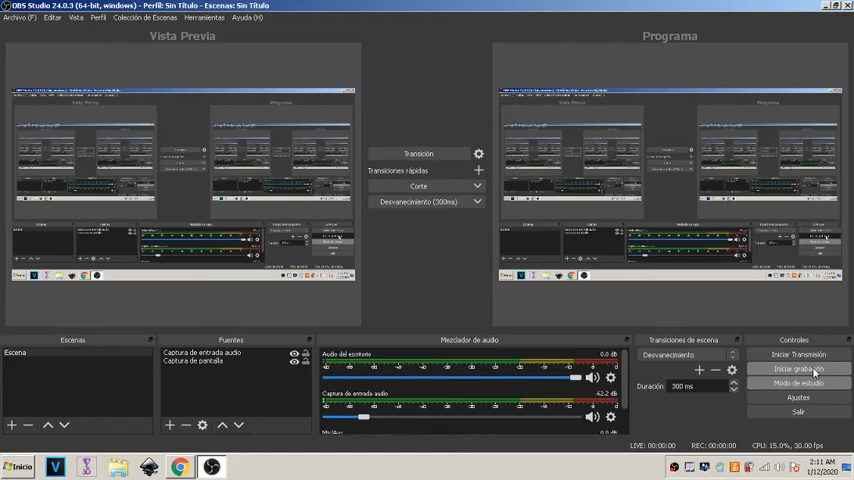 OBS Studio 24.0.3 (64-bit, windows) - Perfil: Sin Título - Escenas: Sin Título
Archivo (F) Editar Vista Perfil Colección de Escenas Herramientas Ayuda (H)
Vista Previa
Programa
Transición
Transiciones rápidas
Corte
Desvanecimiento (300ms)
Escenas
Escena
Fuentes
Captura de entrada audio
Captura de pantalla
Mezclador de audio
Audio del escritorio 0.0 dB
Captura de entrada audio -62.2 dB
Transiciones de escena
Desvanecimiento
Duración 300 ms
Controles
Iniciar Transmisión
Iniciar grabación
Modo de estudio
Ajustes
Salir
LIVE: 00:00:00 REC: 00:00:00 CPU: 15.0%, 30.00 fps
Inicio
2:11 AM
1/12/2020